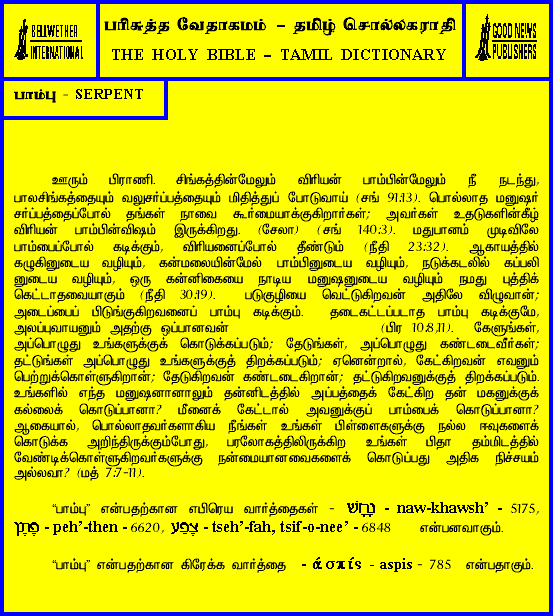 BELLWETHER
INTERNATIONAL
பரிசுத்த வேதாகமம் – தமிழ் சொல்லகராதி
THE HOLY BIBLE – TAMIL DICTIONARY
GOOD NEWS
PUBLISHERS
பாம்பு - SERPENT
ஊரும் பிராணி. சிங்கத்தின்மேலும் விரியன் பாம்பின்மேலும் நீ நடந்து,
பாலசிங்கத்தையும் வலுசர்ப்பத்தையும் மிதித்துப் போடுவாய் (சங் 91:13). பொல்லாத மனுஷர்
சர்ப்பத்தைப்போல் தங்கள் நாவை கூர்மையாக்குகிறார்கள்; அவர்கள் உதடுகளின்கீழ்
விரியன் பாம்பின்விஷம் இருக்கிறது. (சேலா) (சங் 140:3). மதுபானம் முடிவிலே
பாம்பைப்போல் கடிக்கும், விரியனைப்போல் தீண்டும் (நீதி 23:32). ஆகாயத்தில்
கழுகினுடைய வழியும், கன்மலையின்மேல் பாம்பினுடைய வழியும், நடுக்கடலில் கப்பலி
னுடைய வழியும், ஒரு கன்னிகையை நாடிய மனுஷனுடைய வழியும் நமது புத்திக்
கெட்டாதவையாகும் (நீதி 30:19). படுகுழியை வெட்டுகிறவன் அதிலே விழுவான்;
அடைப்பைப் பிடுங்குகிறவனைப் பாம்பு கடிக்கும். தடைகட்டப்படாத பாம்பு கடிக்குமே,
அலப்புவாயனும் அதற்கு ஒப்பானவன் (பிர 10:8,11). கேளுங்கள்,
அப்பொழுது உங்களுக்குக் கொடுக்கப்படும்; தேடுங்கள், அப்பொழுது கண்டடைவீர்கள்;
தட்டுங்கள் அப்பொழுது உங்களுக்குத் திறக்கப்படும்; ஏனென்றால், கேட்கிறவன் எவனும்
பெற்றுக்கொள்ளுகிறான்; தேடுகிறவன் கண்டடைகிறான்; தட்டுகிறவனுக்குத் திறக்கப்படும்.
உங்களில் எந்த மனுஷனானாலும் தன்னிடத்தில் அப்பத்தைக் கேட்கிற தன் மகனுக்குக்
கல்லைக் கொடுப்பானா? மீனைக் கேட்டால் அவனுக்குப் பாம்பைக் கொடுப்பானா?
ஆகையால், பொல்லாதவர்களாகிய நீங்கள் உங்கள் பிள்ளைகளுக்கு நல்ல ஈவுகளைக்
கொடுக்க அறிந்திருக்கும்போது, பரலோகத்திலிருக்கிற உங்கள் பிதா தம்மிடத்தில்
வேண்டிக்கொள்ளுகிறவர்களுக்கு நன்மையானவைகளைக் கொடுப்பது அதிக நிச்சயம்
அல்லவா? (மத் 7:7-11).
“பாம்பு” என்பதற்கான எபிரெய வார்த்தைகள் - נָחָשׁ - naw-khawsh’ - 5175,
פֶּתֶן - peh’-then - 6620, צֶפַע - tseh’-fah, tsif-o-nee’ - 6848 என்பனவாகும்.
“பாம்பு” என்பதற்கான கிரேக்க வார்த்தை - άσπίς - aspis - 785 என்பதாகும்.